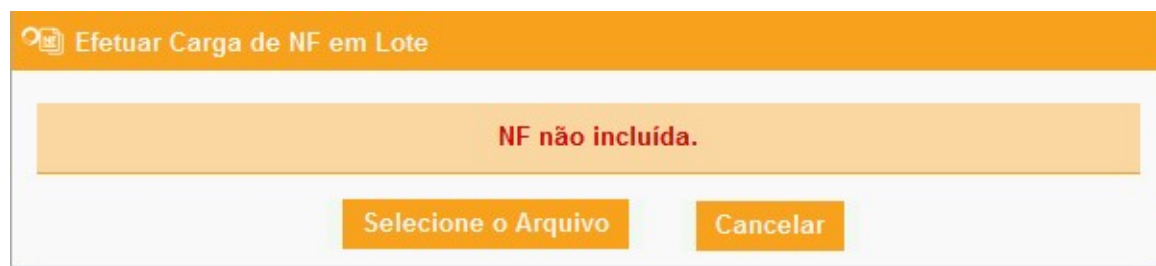 Efetuar Carga de NF em Lote
NF não incluída.
Selecione o Arquivo Cancelar